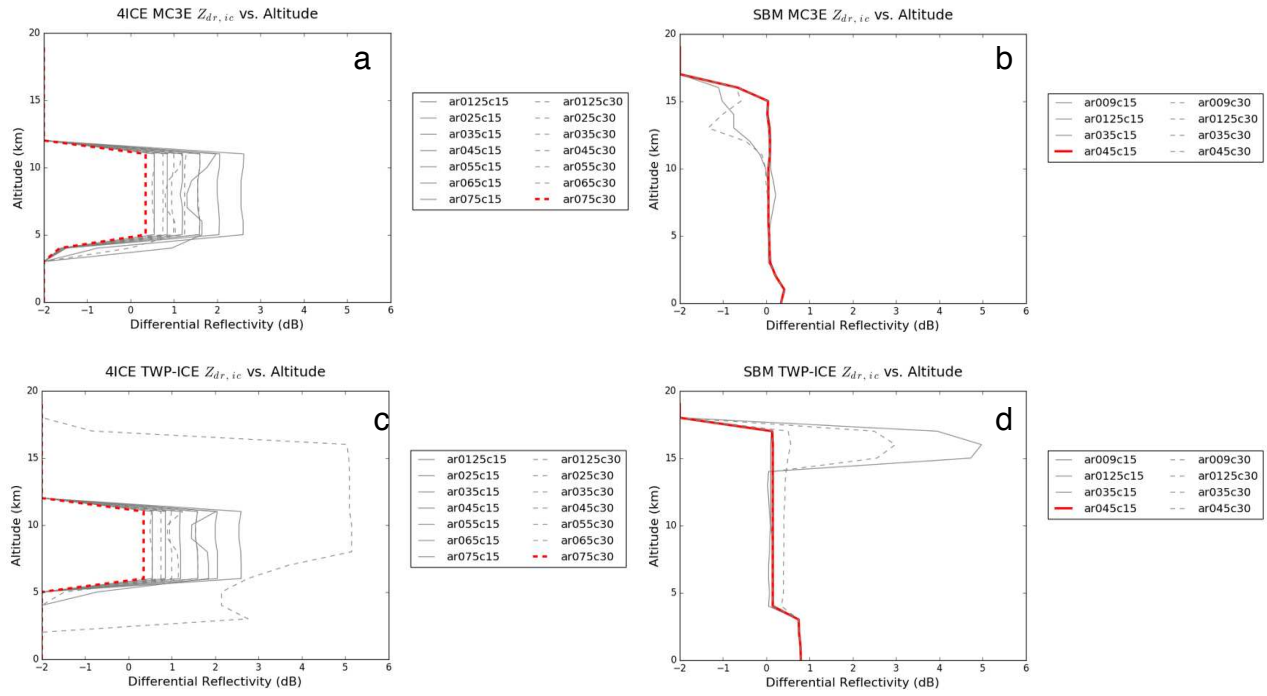 4ICE MC3E Z_{dr, ic} vs. Altitude
a
20
15
10
5
0
Altitude (km)
−2 −1 0 1 2 3 4 5 6
Differential Reflectivity (dB)
ar0125c15 ar0125c30
ar025c15 ar025c30
ar035c15 ar035c30
ar045c15 ar045c30
ar055c15 ar055c30
ar065c15 ar065c30
ar075c15 ar075c30
SBM MC3E Z_{dr, ic} vs. Altitude
b
20
15
10
5
0
Altitude (km)
−2 −1 0 1 2 3 4 5 6
Differential Reflectivity (dB)
ar009c15 ar009c30
ar0125c15 ar0125c30
ar035c15 ar035c30
ar045c15 ar045c30
4ICE TWP-ICE Z_{dr, ic} vs. Altitude
c
20
15
10
5
0
Altitude (km)
−2 −1 0 1 2 3 4 5 6
Differential Reflectivity (dB)
ar0125c15 ar0125c30
ar025c15 ar025c30
ar035c15 ar035c30
ar045c15 ar045c30
ar055c15 ar055c30
ar065c15 ar065c30
ar075c15 ar075c30
SBM TWP-ICE Z_{dr, ic} vs. Altitude
d
20
15
10
5
0
Altitude (km)
−2 −1 0 1 2 3 4 5 6
Differential Reflectivity (dB)
ar009c15 ar009c30
ar0125c15 ar0125c30
ar035c15 ar035c30
ar045c15 ar045c30